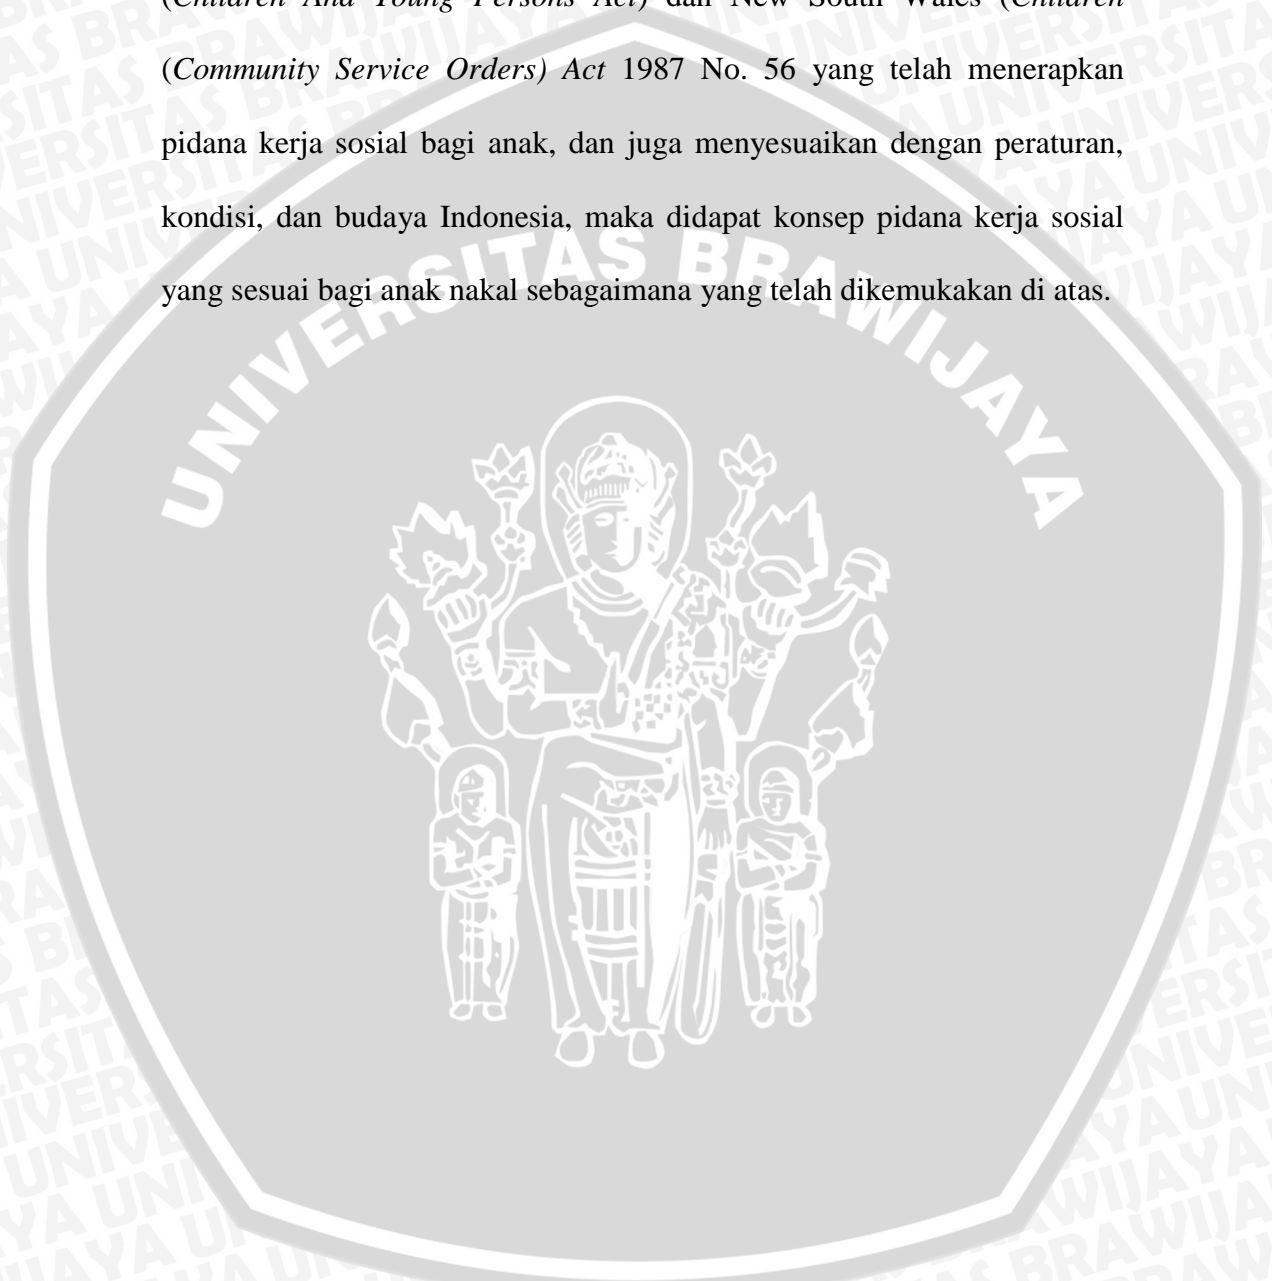 (Children And Young Persons Act) dan New South Wales (Children
(Community Service Orders) Act 1987 No. 56 yang telah menerapkan
pidana kerja sosial bagi anak, dan juga menyesuaikan dengan peraturan,
kondisi, dan budaya Indonesia, maka didapat konsep pidana kerja sosial
yang sesuai bagi anak nakal sebagaimana yang telah dikemukakan di atas.
UNIVERSITAS BRAWIJAYA